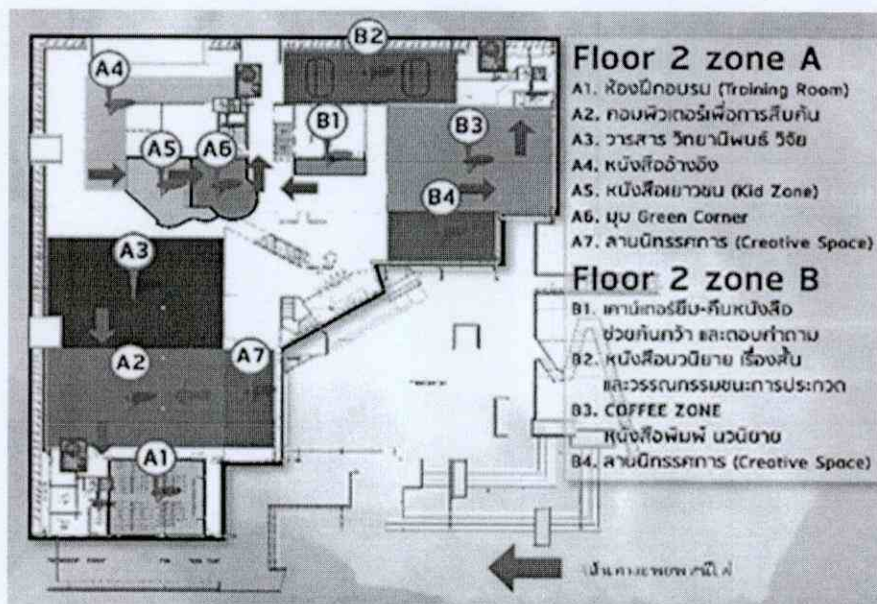 B2
A4
B1
B3
A5
A6
B4
A3
A2
A7
A1
Floor 2 zone A
A1. ห้องฝึกอบรม (Training Room)
A2. คอมพิวเตอร์เพื่อการสืบค้น
A3. วารสาร วิทยานิพนธ์ วิจัย
A4. หนังสืออ้างอิง
A5. หนังสือเยาวชน (Kid Zone)
A6. มุม Green Corner
A7. ลานนิทรรศการ (Creative Space)
Floor 2 zone B
B1. เคาน์เตอร์ยืม-คืนหนังสือ
ช่วยค้นคว้า และตอบคำถาม
B2. หนังสือนวนิยาย เรื่องสั้น
และวรรณกรรมชนะการประกวด
B3. COFFEE ZONE
หนังสือพิมพ์ นวนิยาย
B4. ลานนิทรรศการ (Creative Space)